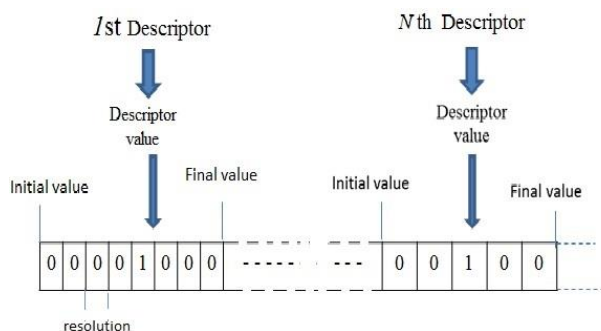 1st Descriptor
Nth Descriptor
Descriptor value
Descriptor value
Initial value
Final value
Initial value
Final value
0 0 0 0 1 0 0 0
0 0 1 0 0
resolution